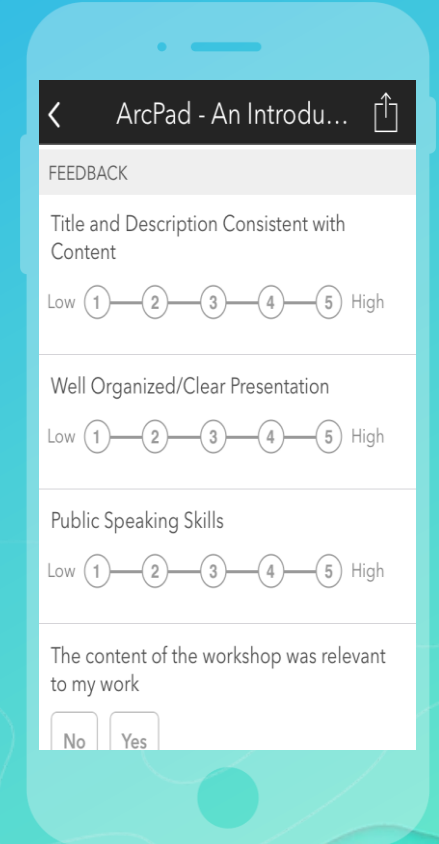 ArcPad - An Introdu...
FEEDBACK
Title and Description Consistent with
Content
Low 1 2 3 4 5 High
Well Organized/Clear Presentation
Low 1 2 3 4 5 High
Public Speaking Skills
Low 1 2 3 4 5 High
The content of the workshop was relevant
to my work
No Yes